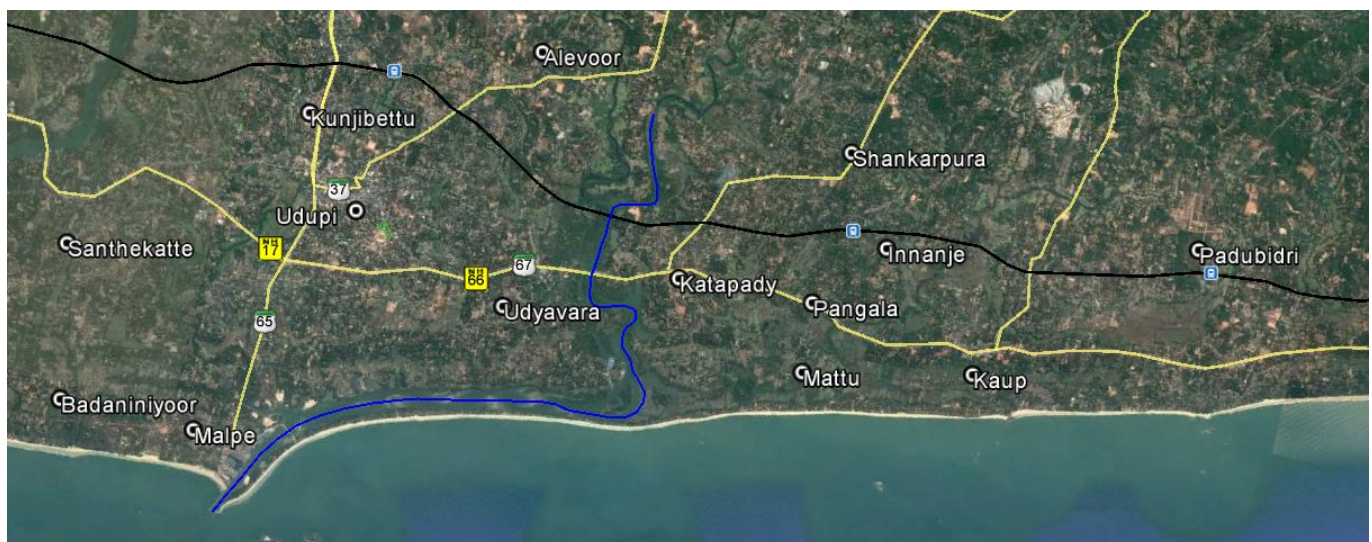 Alevoor
Kunjibettu
Shankarpura
37
Udupi
Santhekatte
NH
17
Innanje
Padubidri
NH
66
67
Katapady
Udyavara
Pangala
65
Mattu
Kaup
Badaniniyoor
Malpe